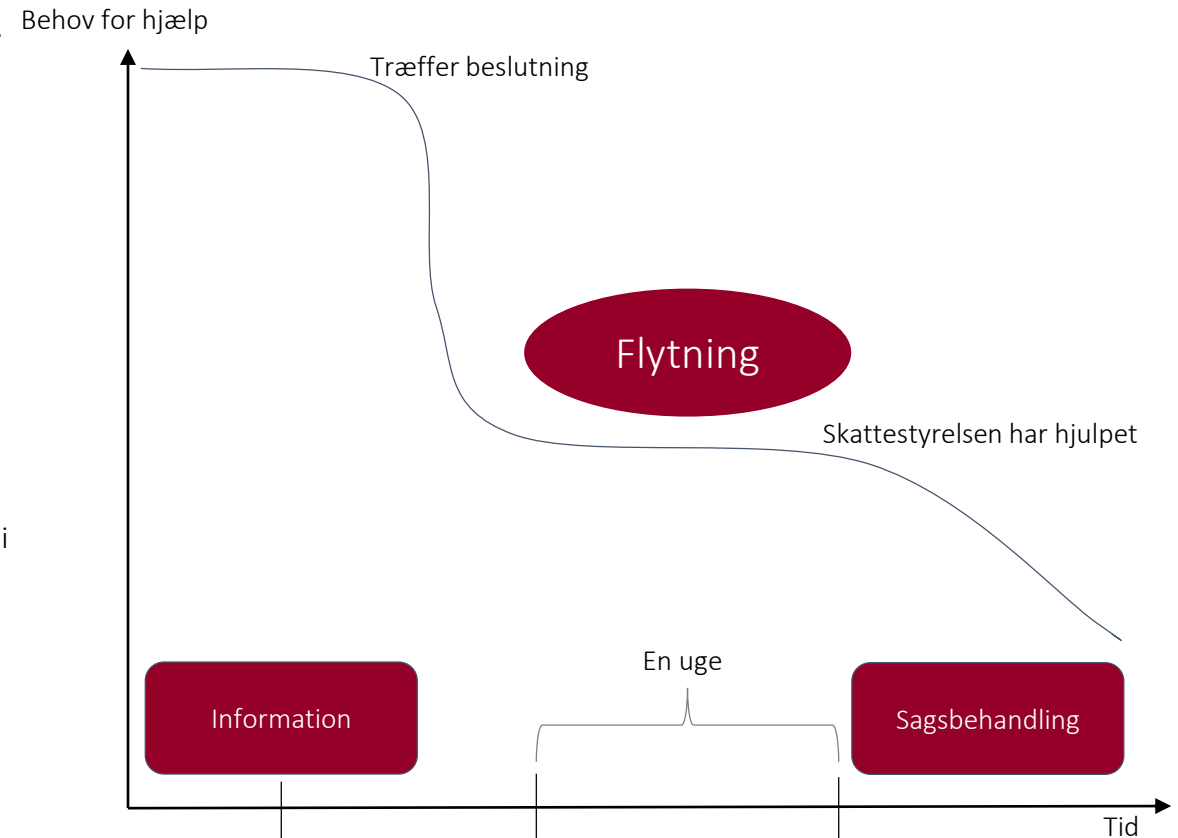 Behov for hjælp
Træffer beslutning
Flytning
Skattestyrelsen har hjulpet
i
En uge
Information
Sagsbehandling
Tid